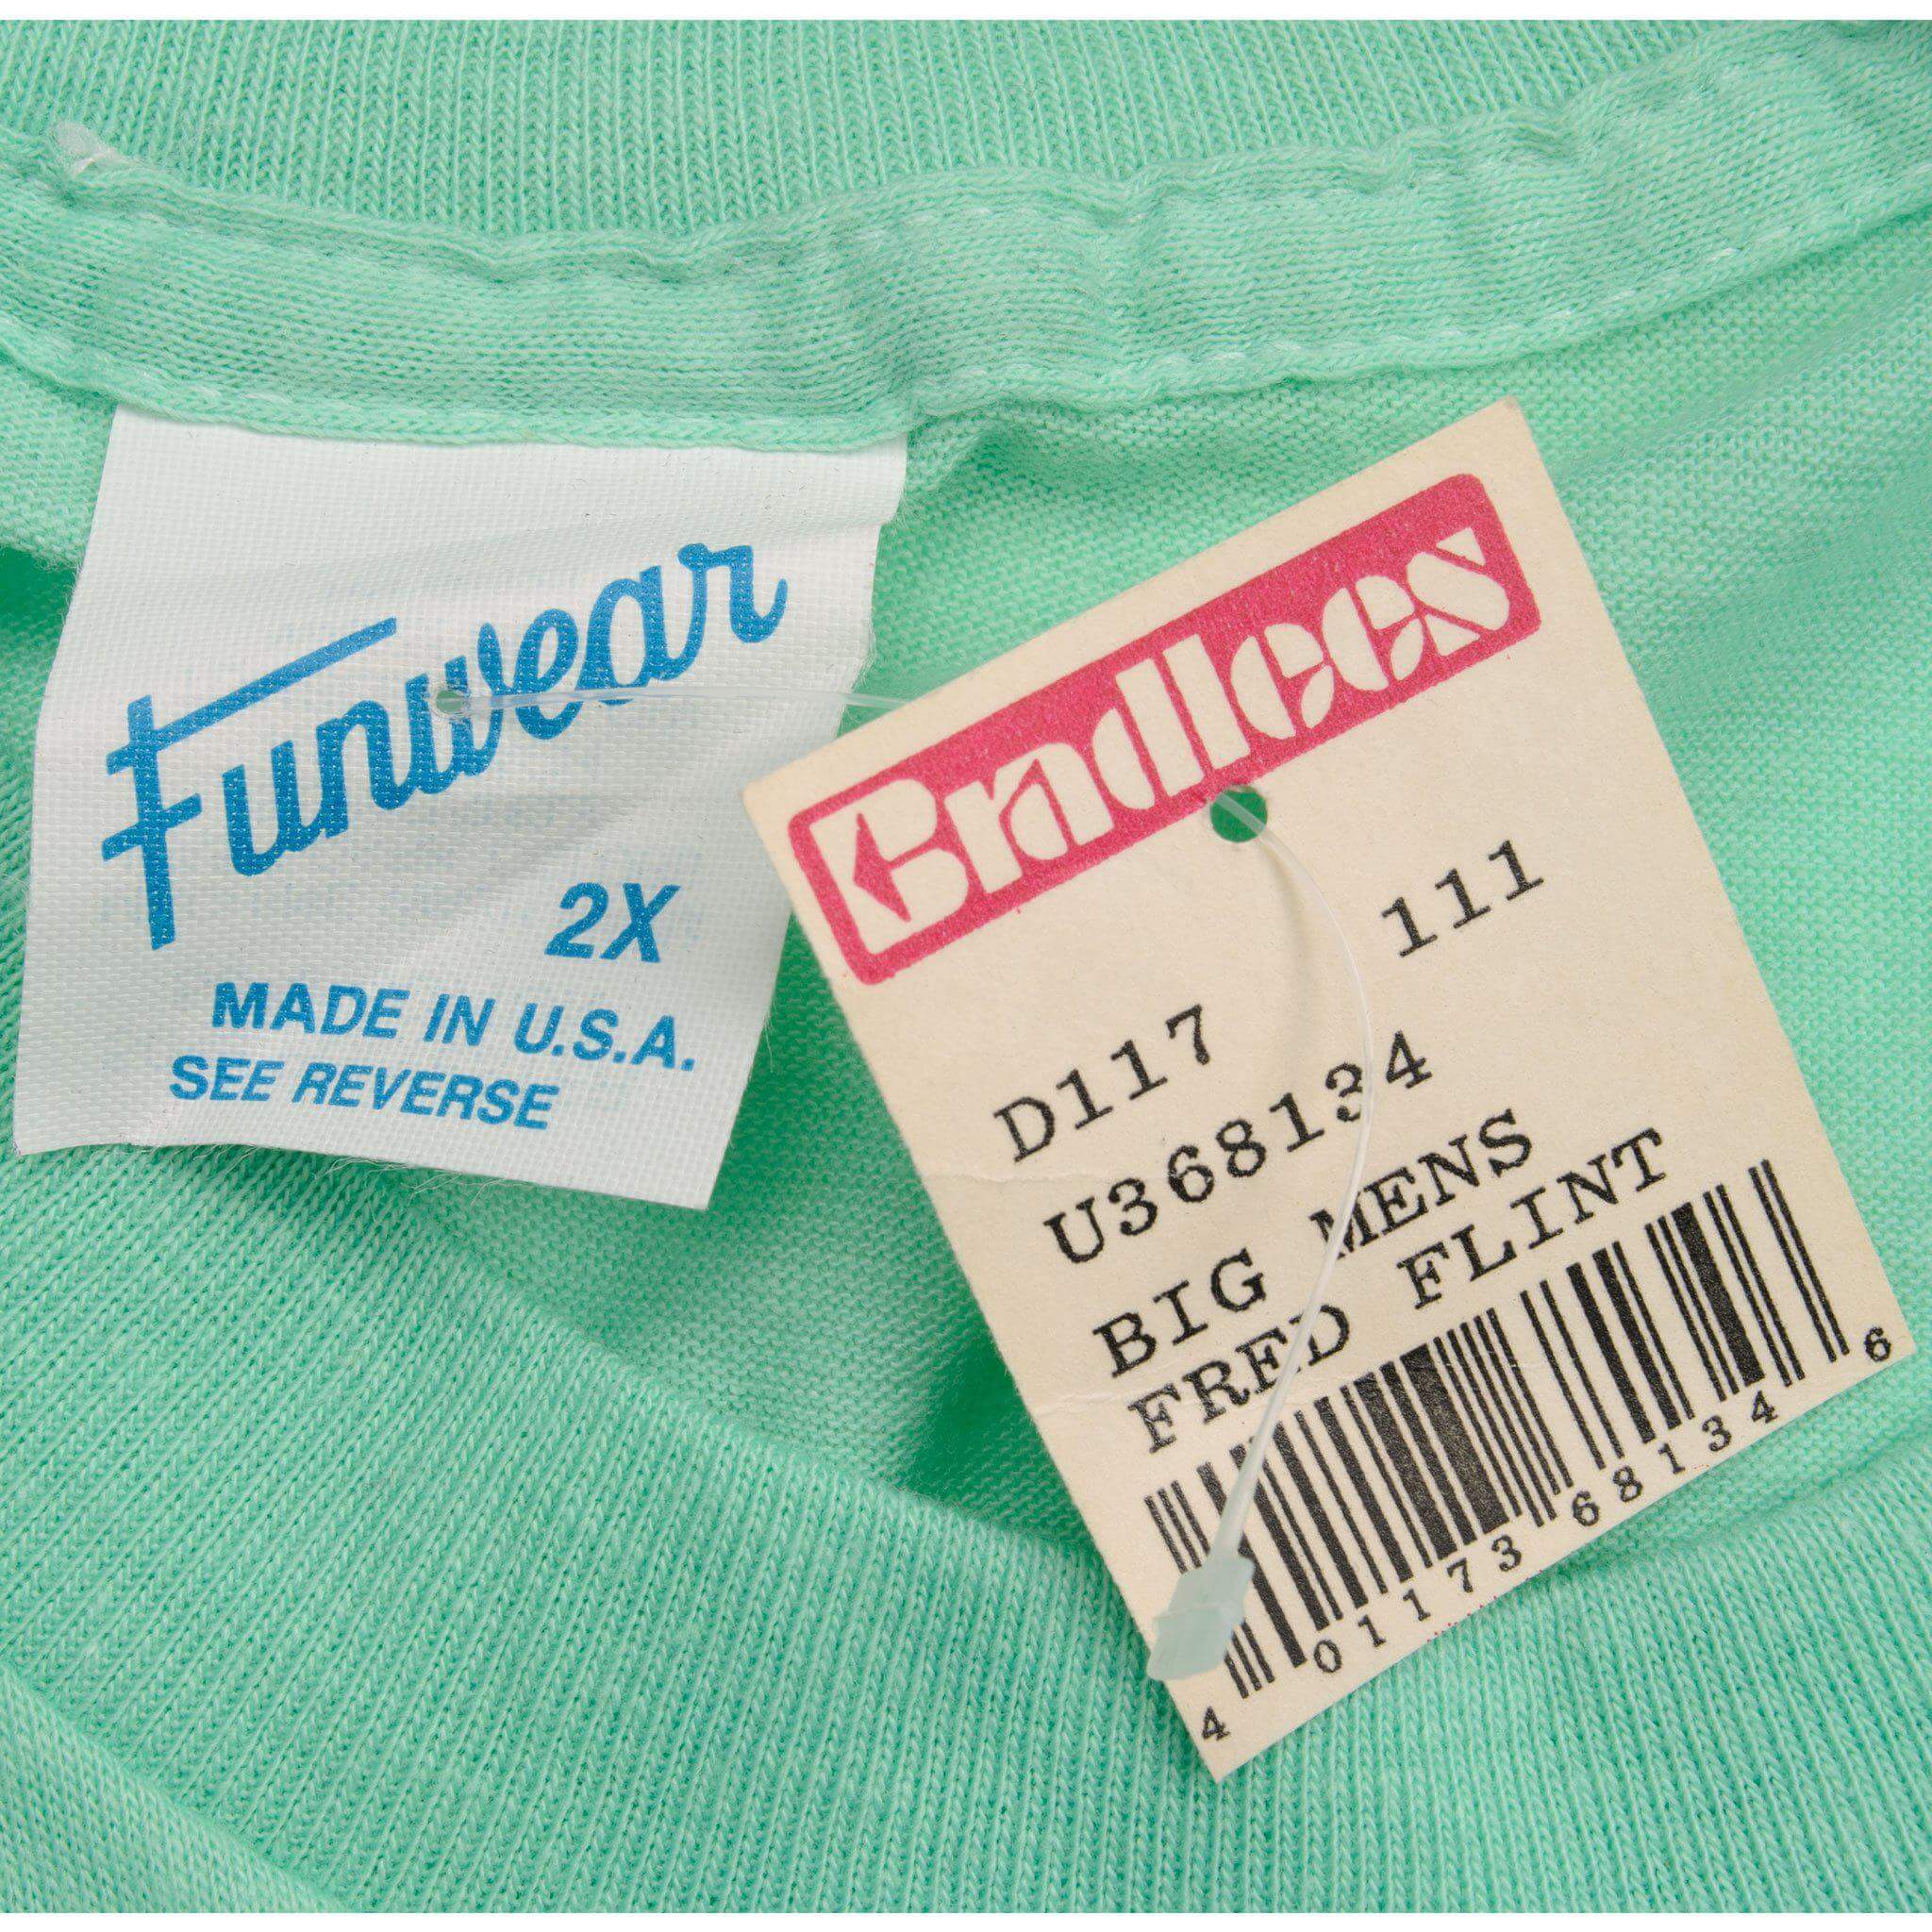 Funwear
2X
MADE IN U.S.A.
SEE REVERSE
Bradlees
111
D117
U368134
BIG MENS
FRED FLINT
4 01173 68134 6